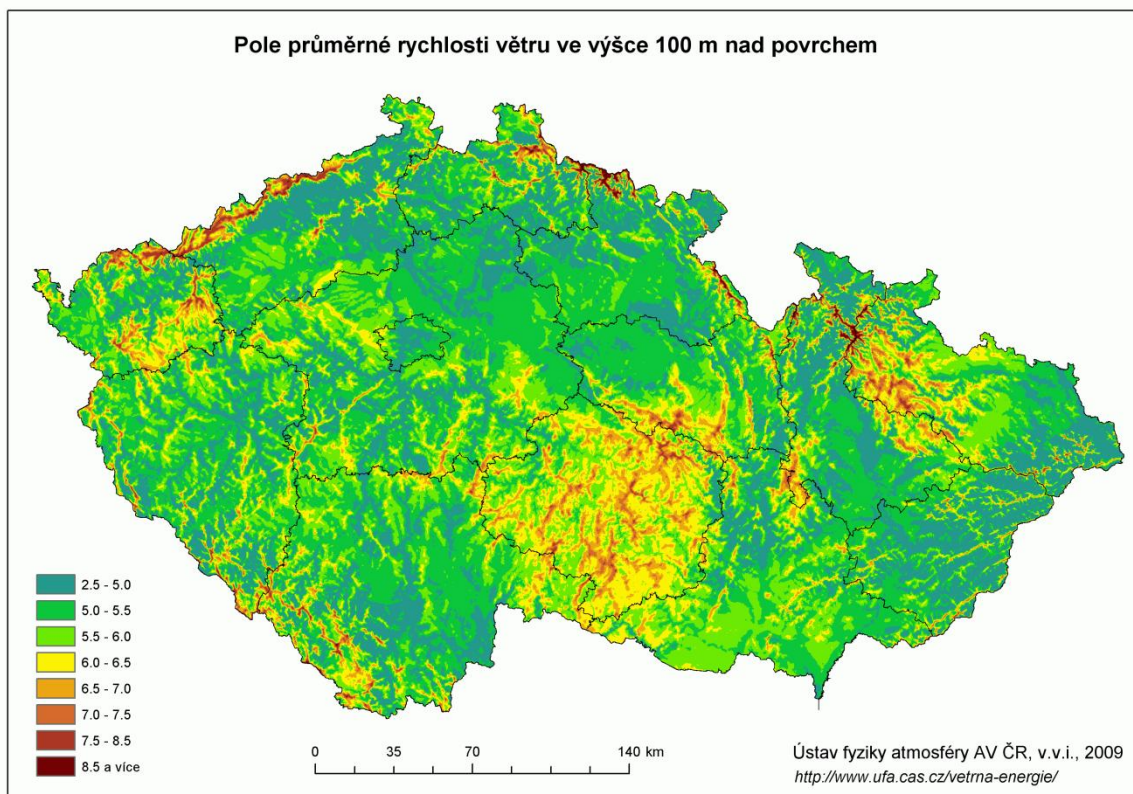 Pole průměrné rychlosti větru ve výšce 100 m nad povrchem
2.5 - 5.0
5.0 - 5.5
5.5 - 6.0
6.0 - 6.5
6.5 - 7.0
7.0 - 7.5
7.5 - 8.5
8.5 a více
0 35 70 140 km
Ústav fyziky atmosféry AV ČR, v.v.i., 2009
http://www.ufa.cas.cz/vetrna-energie/